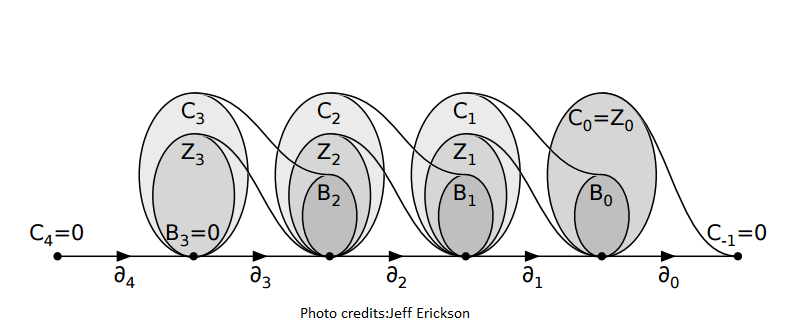 C₃ C₂ C₁ C₀=Z₀
Z₃ Z₂ Z₁
B₂ B₁ B₀
C₄=0 B₃=0 C₋₁=0
∂₄ ∂₃ ∂₂ ∂₁ ∂₀
Photo credits:Jeff Erickson